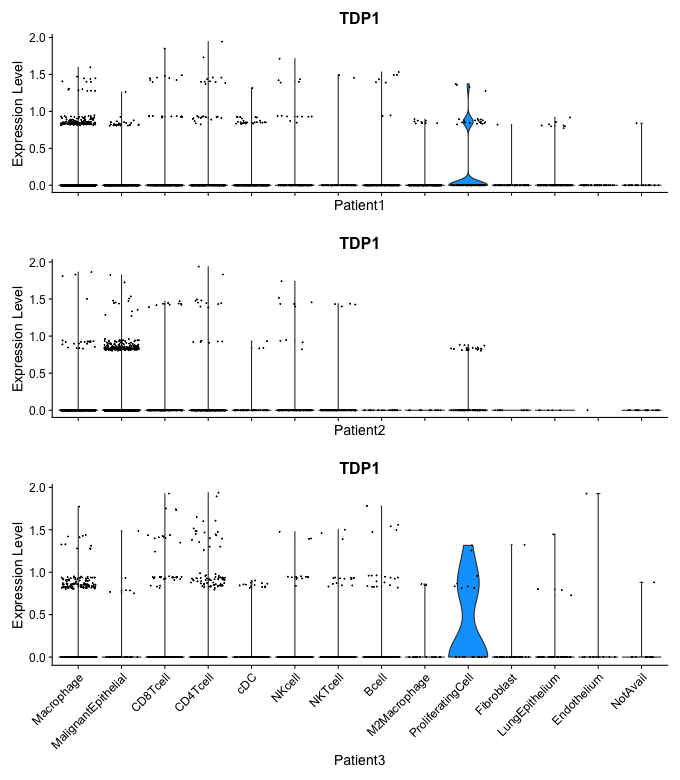 TDP1
Expression Level
2.0
1.5
1.0
0.5
0.0
Patient1
TDP1
Expression Level
2.0
1.5
1.0
0.5
0.0
Patient2
TDP1
Expression Level
2.0
1.5
1.0
0.5
0.0
Macrophage
MalignantEpithelial
CD8Tcell
CD4Tcell
cDC
NKcell
NKTcell
Bcell
M2Macrophage
ProliferatingCell
Fibroblast
LungEpithelium
Endothelium
NotAvail
Patient3